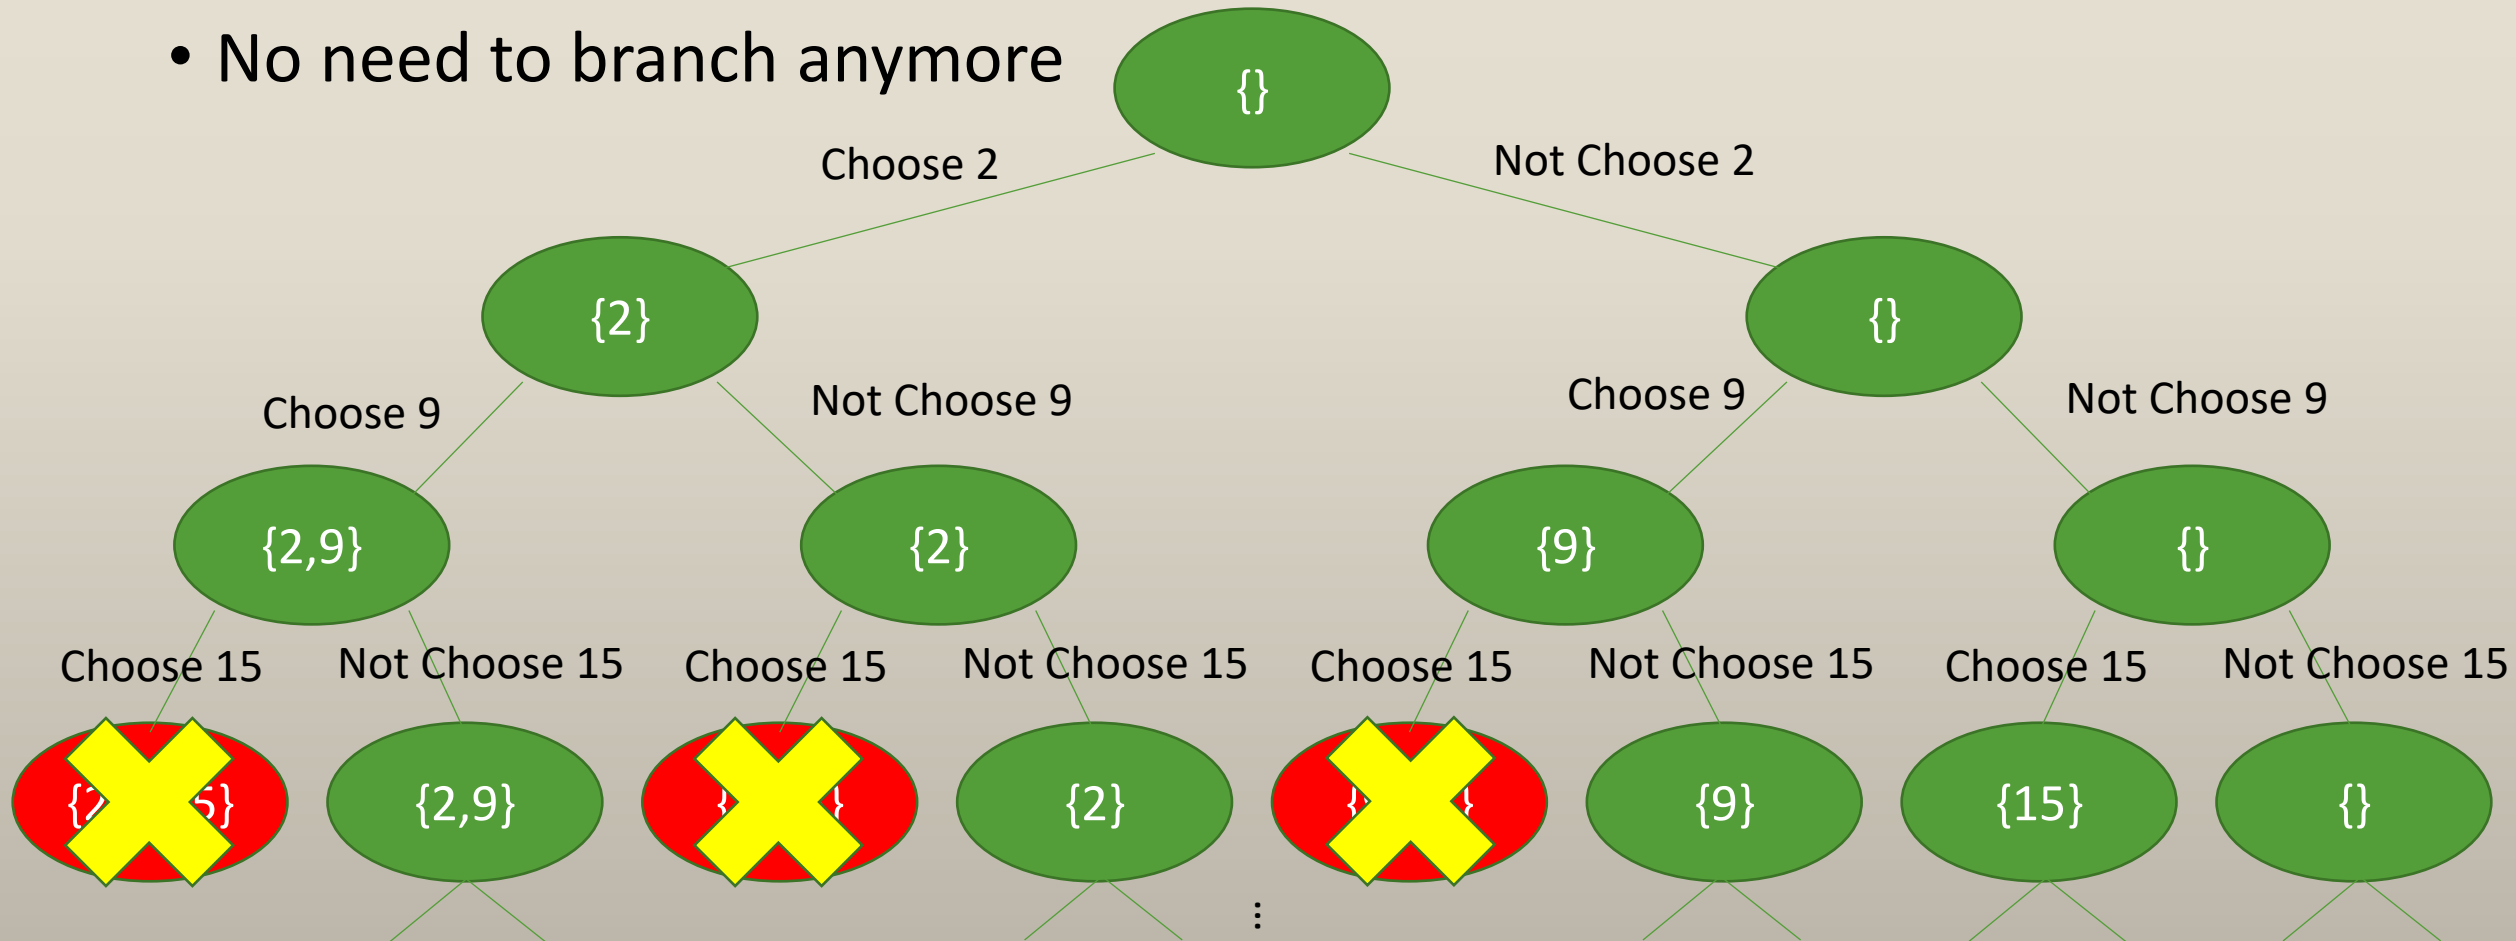 • No need to branch anymore
{}
Choose 2
Not Choose 2
{2}
{}
Choose 9
Not Choose 9
Choose 9
Not Choose 9
{2,9}
{2}
{9}
{}
Choose 15
Not Choose 15
Choose 15
Not Choose 15
Choose 15
Not Choose 15
Choose 15
Not Choose 15
{2,9}
{2}
{9}
{15}
{}
⋮